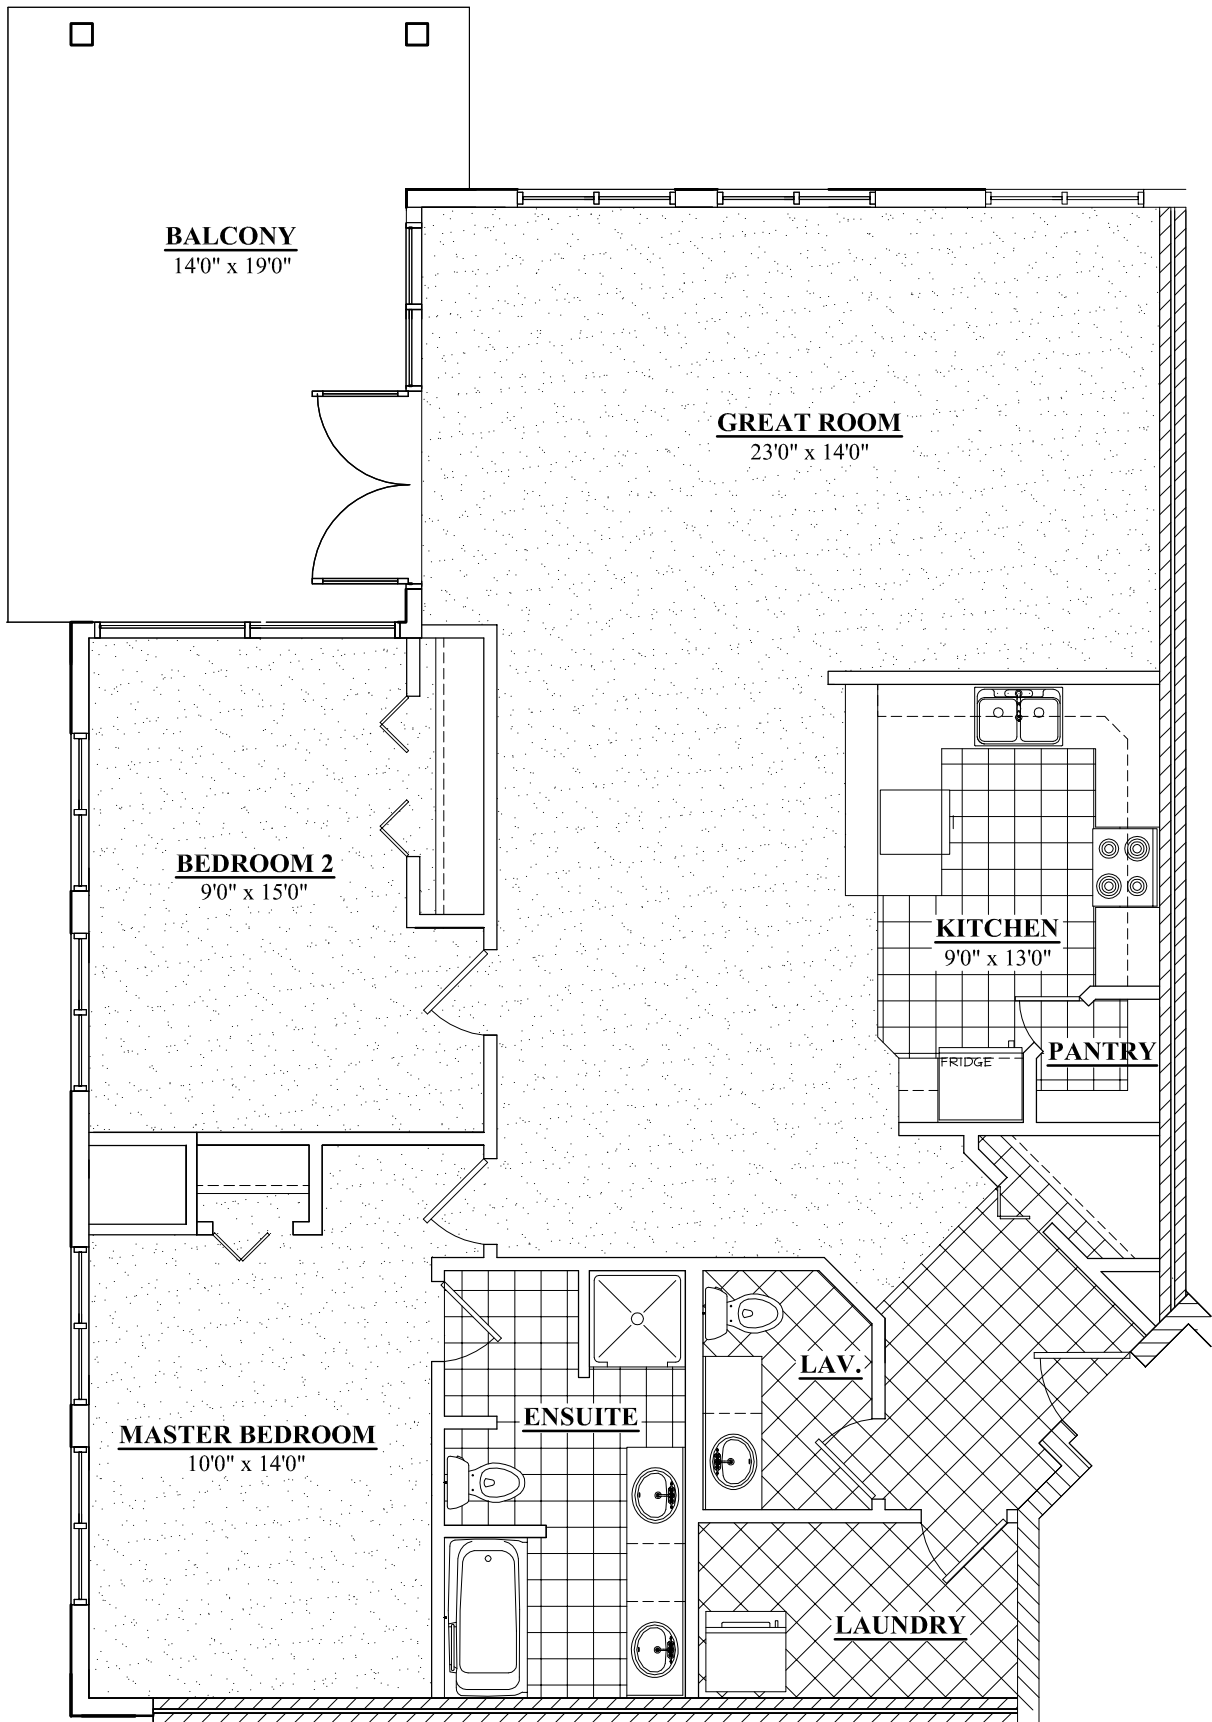 BALCONY
14'0" x 19'0"
GREAT ROOM
23'0" x 14'0"
BEDROOM 2
9'0" x 15'0"
KITCHEN
9'0" x 13'0"
PANTRY
FRIDGE
LAV.
ENSUITE
MASTER BEDROOM
10'0" x 14'0"
LAUNDRY